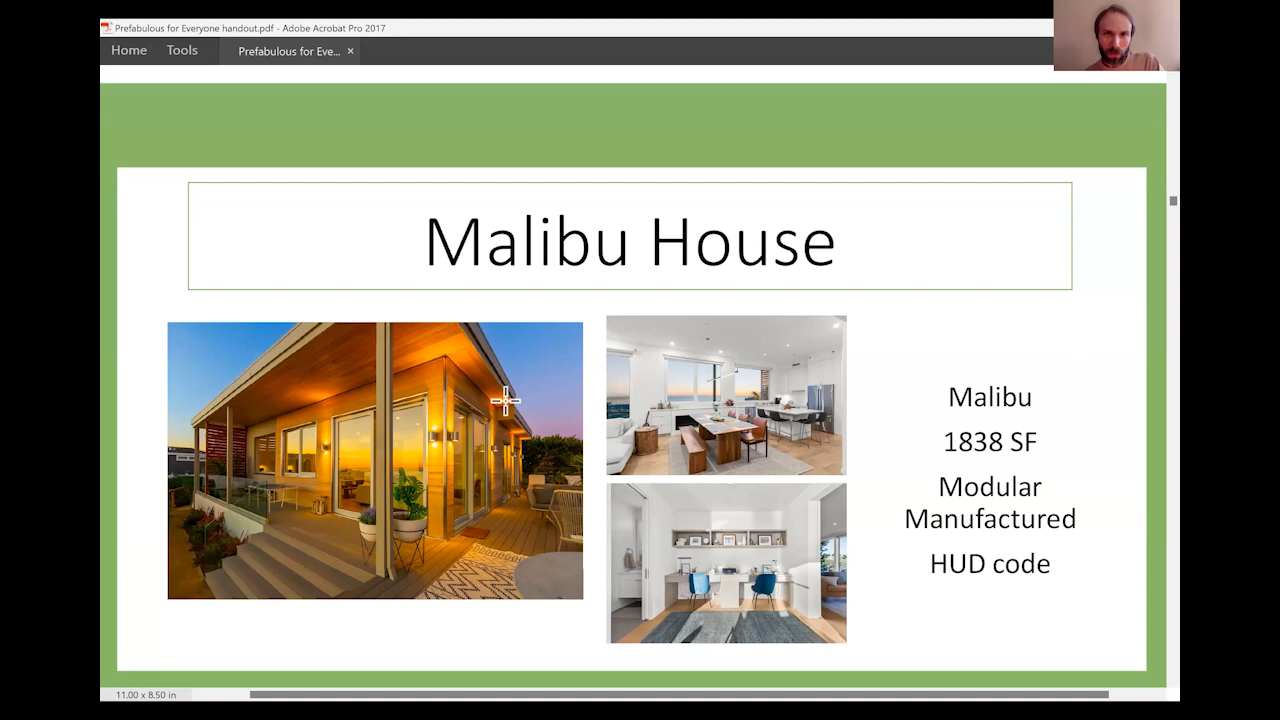 Prefabulous for Everyone handout.pdf - Adobe Acrobat Pro 2017
Home Tools Prefabulous for Eve... ×
Malibu House
Malibu
1838 SF
Modular
Manufactured
HUD code
11.00 x 8.50 in